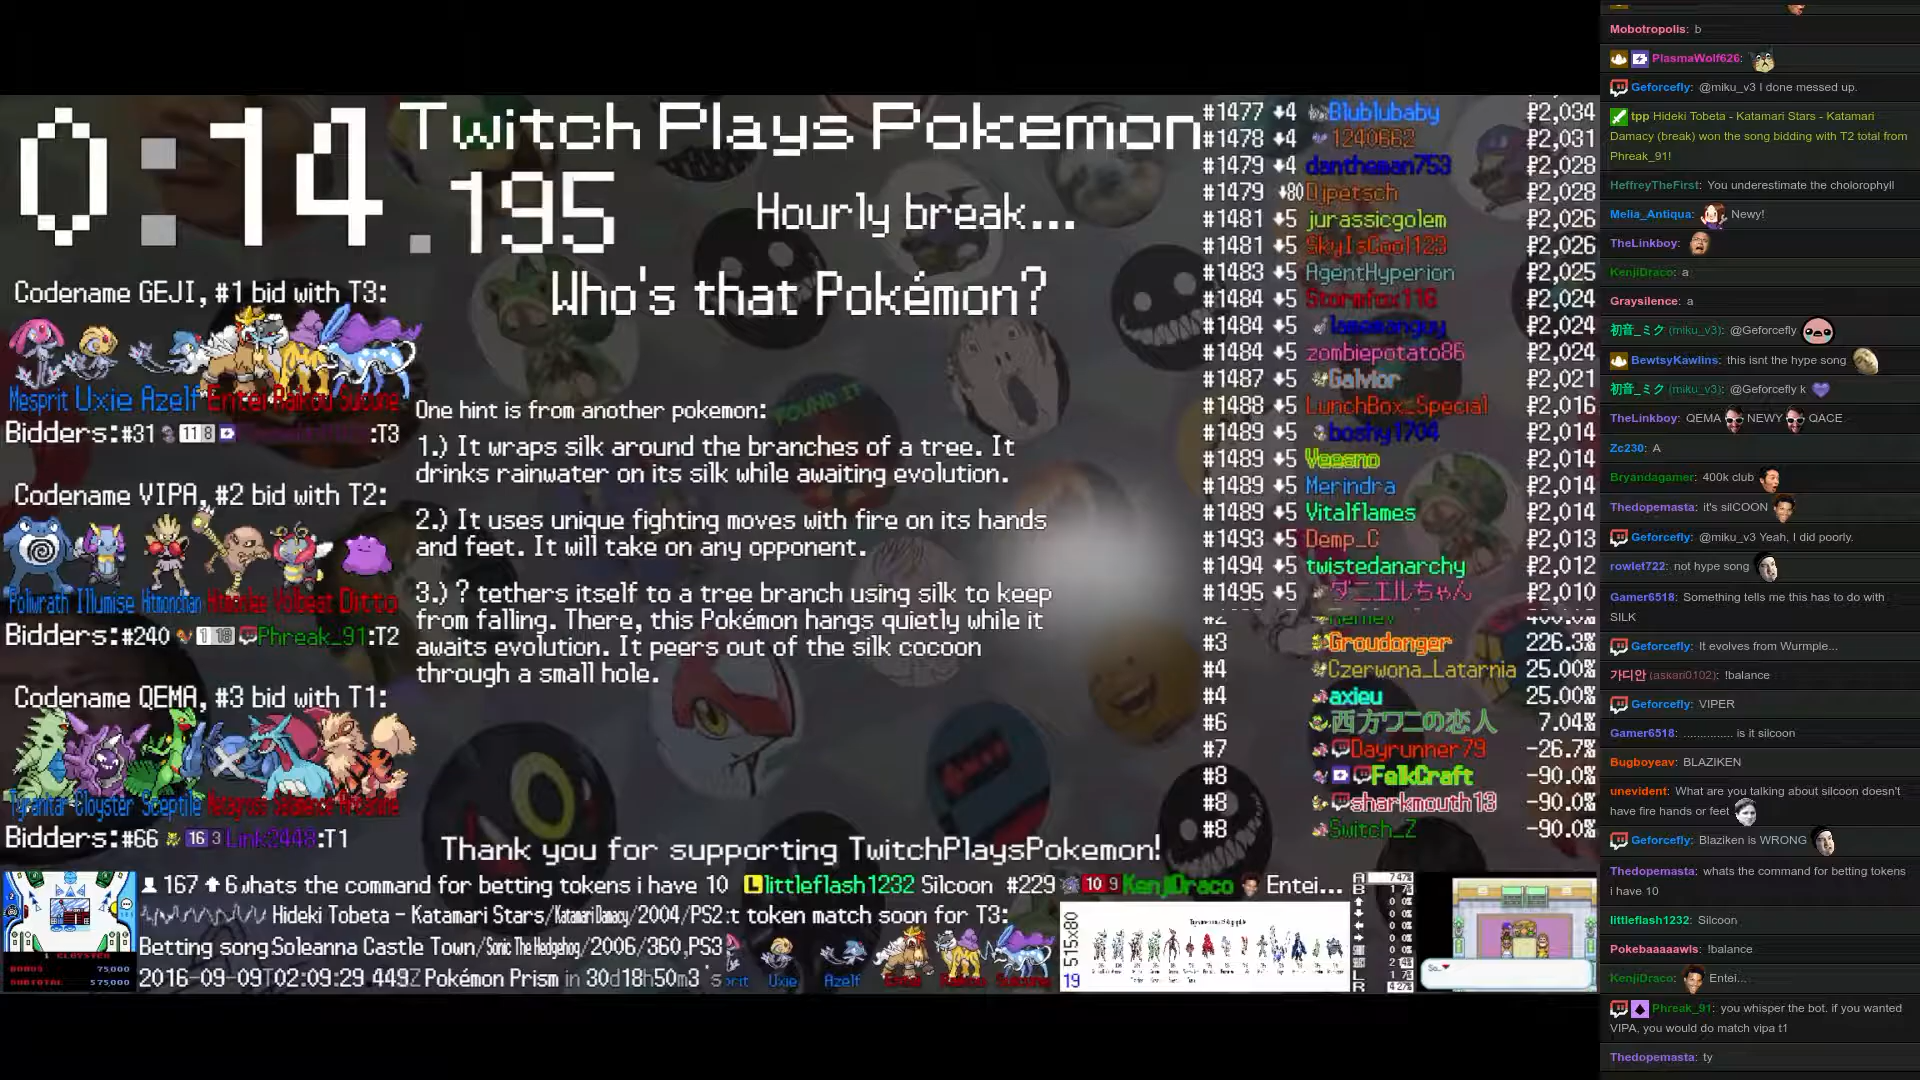 0:14.195
Twitch Plays Pokemon
Hourly break...
Who's that Pokémon?
Codename GEJI, #1 bid with T3:
Mesprit Uxie Azelf Entei Raikou Suicune
Bidders:#31 11 8 :T3
Codename VIPA, #2 bid with T2:
Poliwrath Illumise Hitmonchan Hitmonlee Volbeat Ditto
Bidders:#240 1 18 Phreak_91:T2
Codename QEMA, #3 bid with T1:
Tyranitar Cloyster Sceptile Metagross Salamence Arcanine
Bidders:#66 16 3 Link2448:T1
One hint is from another pokemon:
1.) It wraps silk around the branches of a tree. It
drinks rainwater on its silk while awaiting evolution.
2.) It uses unique fighting moves with fire on its hands
and feet. It will take on any opponent.
3.) ? tethers itself to a tree branch using silk to keep
from falling. There, this Pokémon hangs quietly while it
awaits evolution. It peers out of the silk cocoon
through a small hole.
Thank you for supporting TwitchPlaysPokemon!
#1477 4 Blublubaby ₽2,034
#1478 4 1240662 ₽2,031
#1479 4 dantheman753 ₽2,028
#1479 80 Djpetsch ₽2,028
#1481 5 jurassicgolem ₽2,026
#1481 5 SkyIsCool123 ₽2,026
#1483 5 AgentHyperion ₽2,025
#1484 5 Stormfox116 ₽2,024
#1484 5 lamemanguy ₽2,024
#1484 5 zombiepotato86 ₽2,024
#1487 5 Galvior ₽2,021
#1488 5 LunchBox_Special ₽2,016
#1489 5 boshy1704 ₽2,014
#1489 5 Veeano ₽2,014
#1489 5 Merindra ₽2,014
#1489 5 Vitalflames ₽2,014
#1493 5 Demp_C ₽2,013
#1494 5 twistedanarchy ₽2,012
#1495 5 ダニエルちゃん ₽2,010
#3 Groudonger 226.3%
#4 Czerwona_Latarnia 25.00%
#4 axieu 25.00%
#6 西方ワニの恋人 7.04%
#7 Dayrunner79 -26.7%
#8 FelkCraft -90.0%
#8 sharkmouth13 -90.0%
#8 Switch_Z -90.0%
167 6 whats the command for betting tokens i have 10 littleflash1232 Silcoon #229 10 9 KenjiDraco Entei...
Hideki Tobeta - Katamari Stars/Katamari Damacy/2004/PS2:t token match soon for T3:
Betting song Soleanna Castle Town/Sonic The Hedgehog/2006/360,PS3
2016-09-09T02:09:29.449Z Pokémon Prism in 30d18h50m3 's
Uxie Azelf Entei Raikou Suicune
CLOYSTER
BONUS 75,000
SUBTOTAL 575,000
515x80
19
So..
Mobotropolis: b
PlasmaWolf626:
Geforcefly: @miku_v3 I done messed up.
tpp Hideki Tobeta - Katamari Stars - Katamari
Damacy (break) won the song bidding with T2 total from
Phreak_91!
HeffreyTheFirst: You underestimate the cholorophyll
Melia_Antiqua: Newy!
TheLinkboy:
KenjiDraco: a
Graysilence: a
初音_ミク (miku_v3): @Geforcefly
BewtsyKawlins: this isnt the hype song
初音_ミク (miku_v3): @Geforcefly k
TheLinkboy: QEMA NEWY QACE
Zc230: A
Bryandagamer: 400k club
Thedopemasta: it's silCOON
Geforcefly: @miku_v3 Yeah, I did poorly.
rowlet722: not hype song
Gamer6518: Something tells me this has to do with
SILK
Geforcefly: It evolves from Wurmple...
가디안 (askari0102): !balance
Geforcefly: VIPER
Gamer6518: .............. is it silcoon
Bugboyeav: BLAZIKEN
unevident: What are you talking about silcoon doesn't
have fire hands or feet
Geforcefly: Blaziken is WRONG
Thedopemasta: whats the command for betting tokens
i have 10
littleflash1232: Silcoon
Pokebaaaaawls: !balance
KenjiDraco: Entei...
Phreak_91: you whisper the bot. if you wanted
VIPA, you would do match vipa t1
Thedopemasta: ty